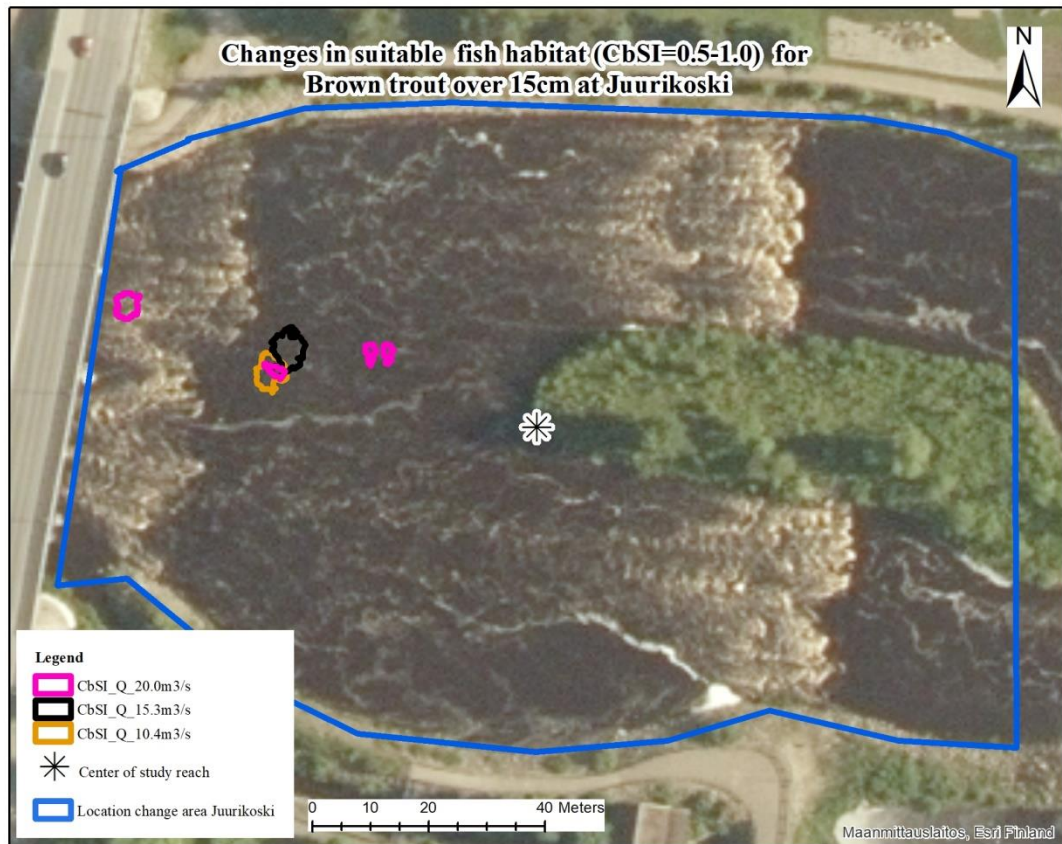 Changes in suitable fish habitat (CbSI=0.5-1.0) for
Brown trout over 15cm at Juurikoski
N
Legend
CbSI_Q_20.0m3/s
CbSI_Q_15.3m3/s
CbSI_Q_10.4m3/s
Center of study reach
Location change area Juurikoski
0 10 20 40 Meters
Maanmittauslaitos, Esri Finland